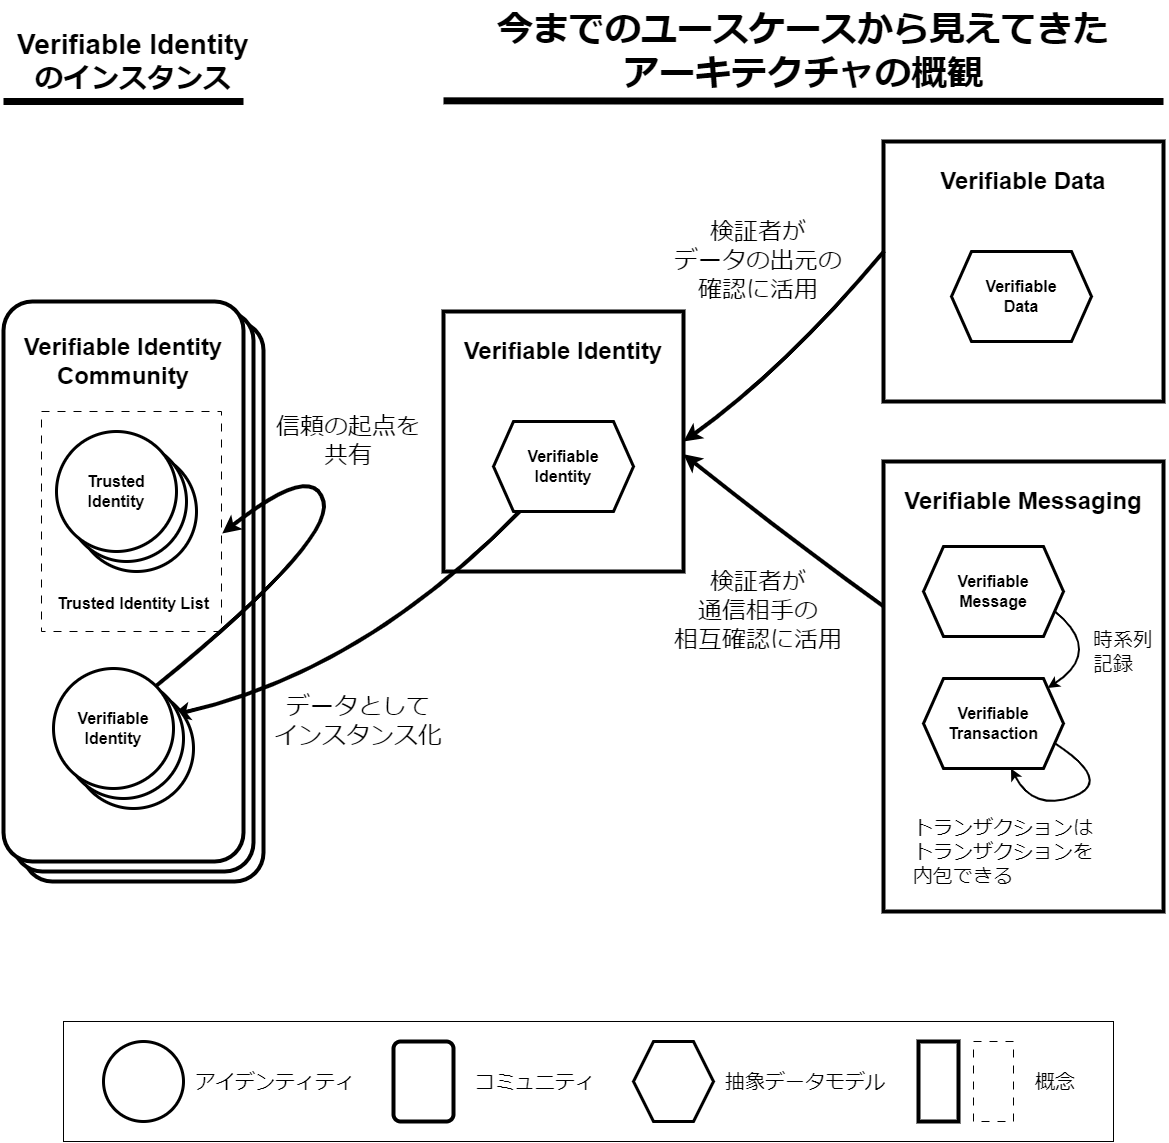 Verifiable Identity
のインスタンス
今までのユースケースから見えてきた
アーキテクチャの概観
Verifiable Identity
Community
Trusted
Identity
Trusted Identity List
Verifiable
Identity
信頼の起点を
共有
データとして
インスタンス化
Verifiable Identity
Verifiable
Identity
検証者が
データの出元の
確認に活用
検証者が
通信相手の
相互確認に活用
Verifiable Data
Verifiable
Data
Verifiable Messaging
Verifiable
Message
時系列
記録
Verifiable
Transaction
トランザクションは
トランザクションを
内包できる
アイデンティティ
コミュニティ
抽象データモデル
概念